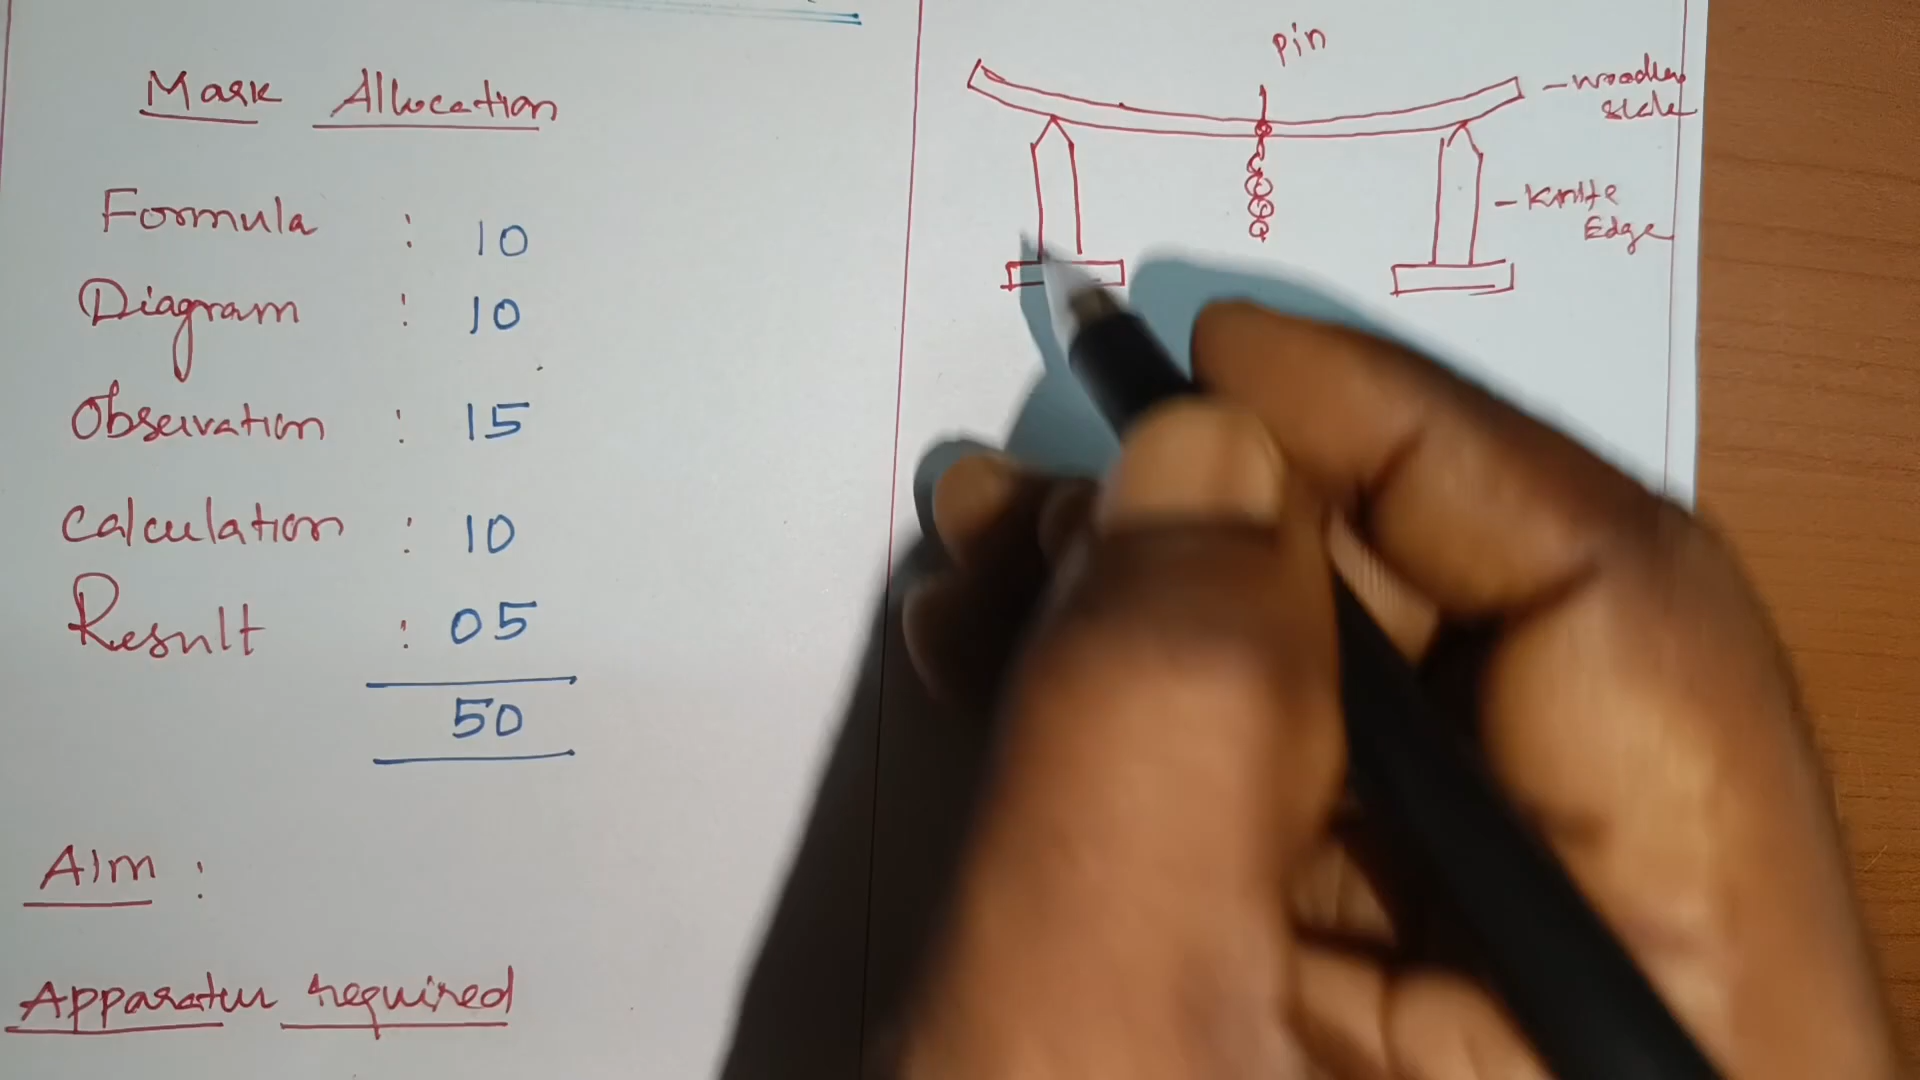 Mark Allocation
Formula : 10
Diagram : 10
Observation : 15
Calculation : 10
Result : 05
50
Aim :
Apparatus required
pin
- wooden
scale
- Knife
Edge